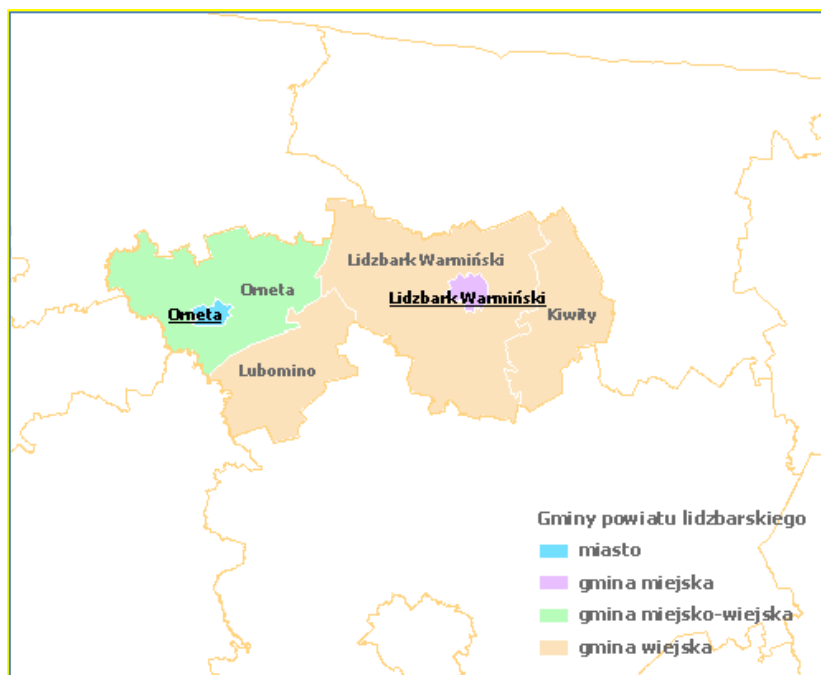 Lidzbark Warmiński
Orneta
Lidzbark Warmiński
Orneta
Kiwity
Lubomino
Gminy powiatu lidzbarskiego
miasto
gmina miejska
gmina miejsko-wiejska
gmina wiejska